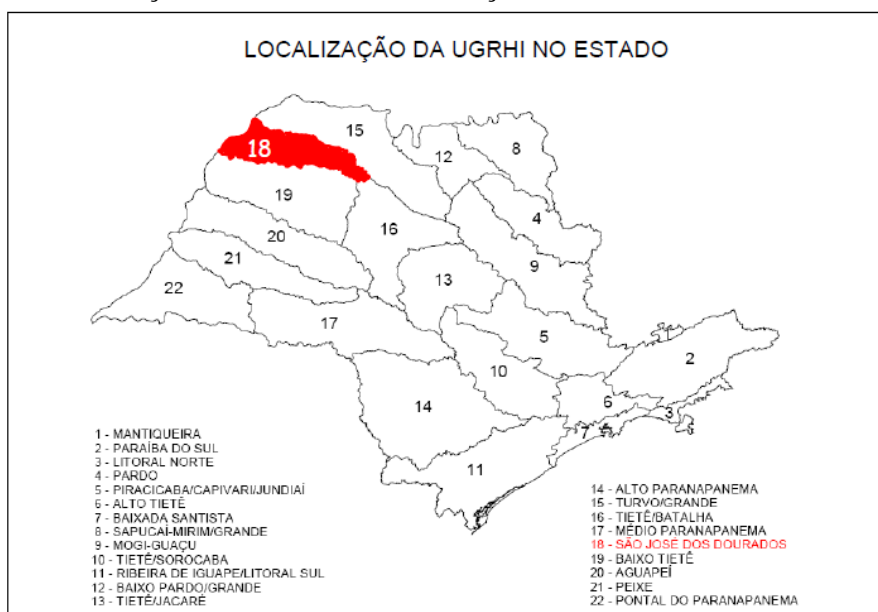 LOCALIZAÇÃO DA UGRHI NO ESTADO
15
18
12
8
19
4
16
20
9
21
13
22
17
5
1
2
10
6
14
3
7
11
1 - MANTIQUEIRA
2 - PARAÍBA DO SUL
3 - LITORAL NORTE
4 - PARDO
5 - PIRACICABA/CAPIVARI/JUNDIAÍ
6 - ALTO TIETÊ
7 - BAIXADA SANTISTA
8 - SAPUCAÍ-MIRIM/GRANDE
9 - MOGI-GUAÇU
10 - TIETÊ/SOROCABA
11 - RIBEIRA DE IGUAPE/LITORAL SUL
12 - BAIXO PARDO/GRANDE
13 - TIETÊ/JACARÉ
14 - ALTO PARANAPANEMA
15 - TURVO/GRANDE
16 - TIETÊ/BATALHA
17 - MÉDIO PARANAPANEMA
18 - SÃO JOSÉ DOS DOURADOS
19 - BAIXO TIETÊ
20 - AGUAPEÍ
21 - PEIXE
22 - PONTAL DO PARANAPANEMA